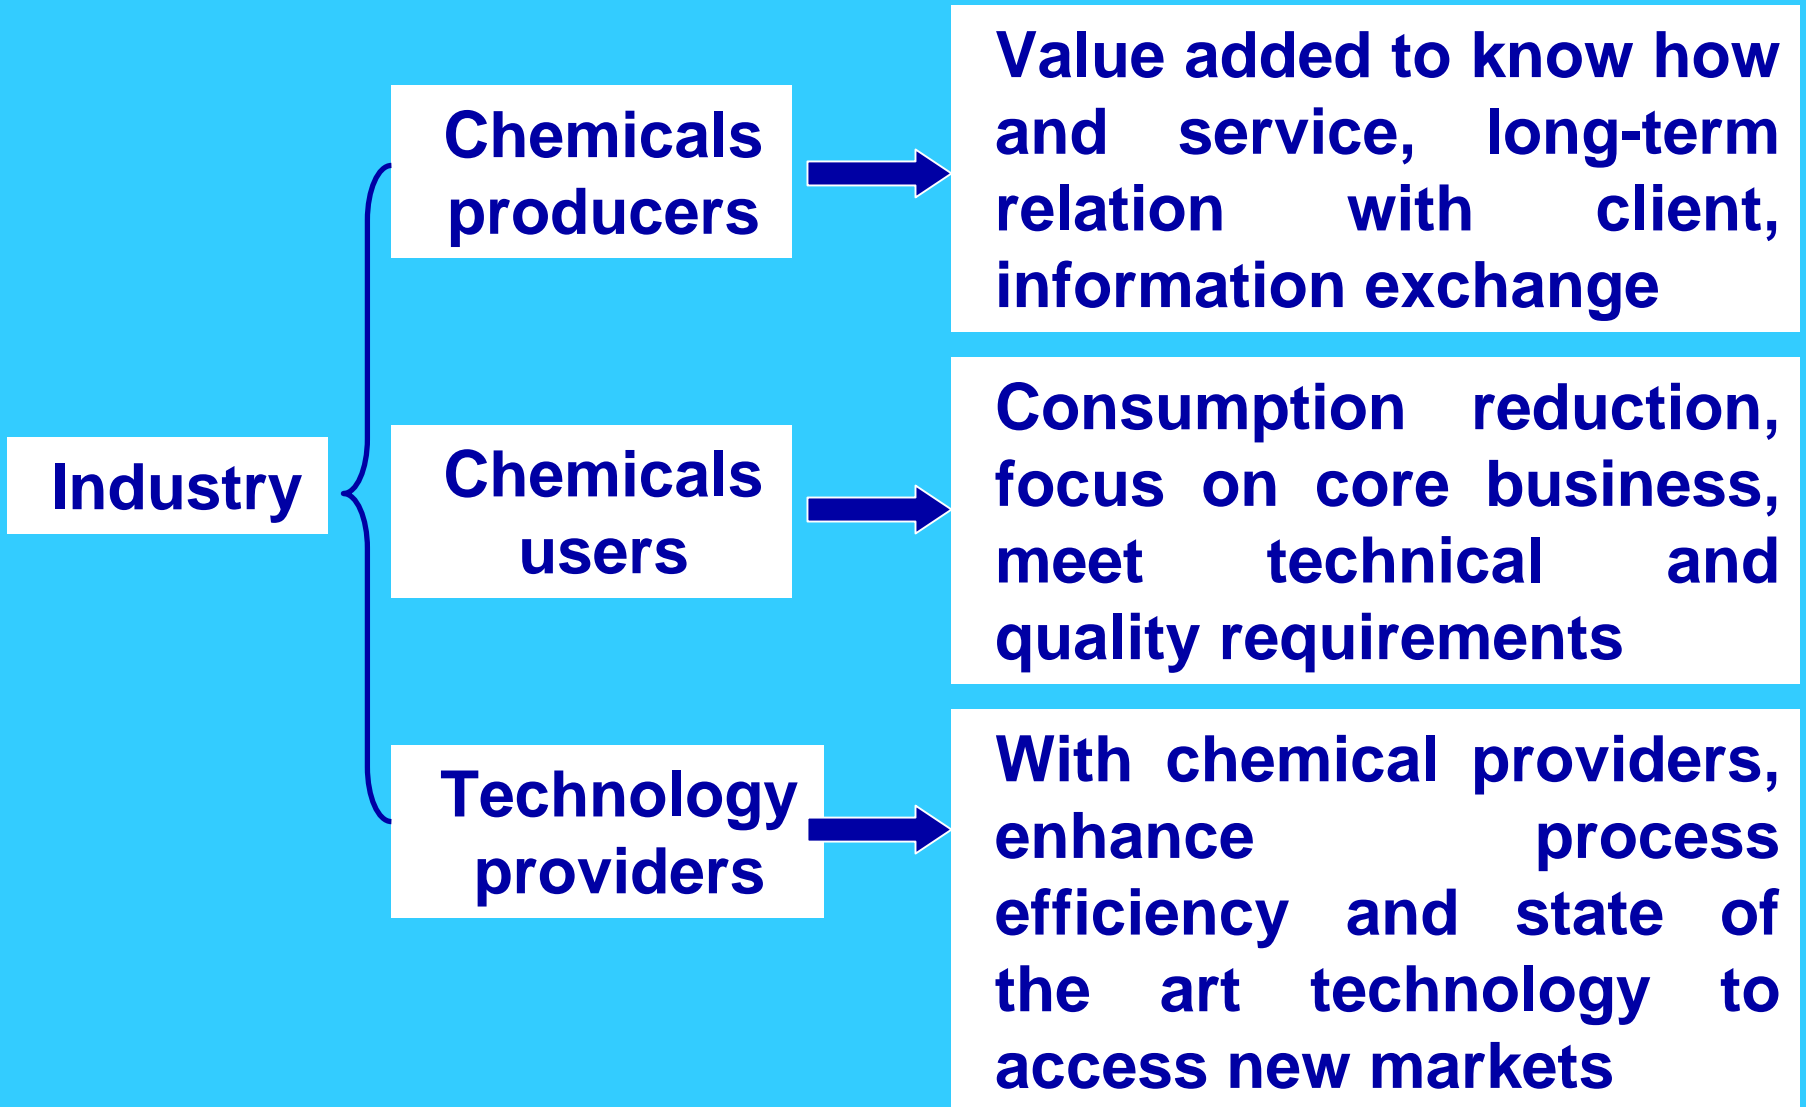 Industry
Chemicals
producers
Value added to know how
and service, long-term
relation with client,
information exchange
Chemicals
users
Consumption reduction,
focus on core business,
meet technical and
quality requirements
Technology
providers
With chemical providers,
enhance process
efficiency and state of
the art technology to
access new markets